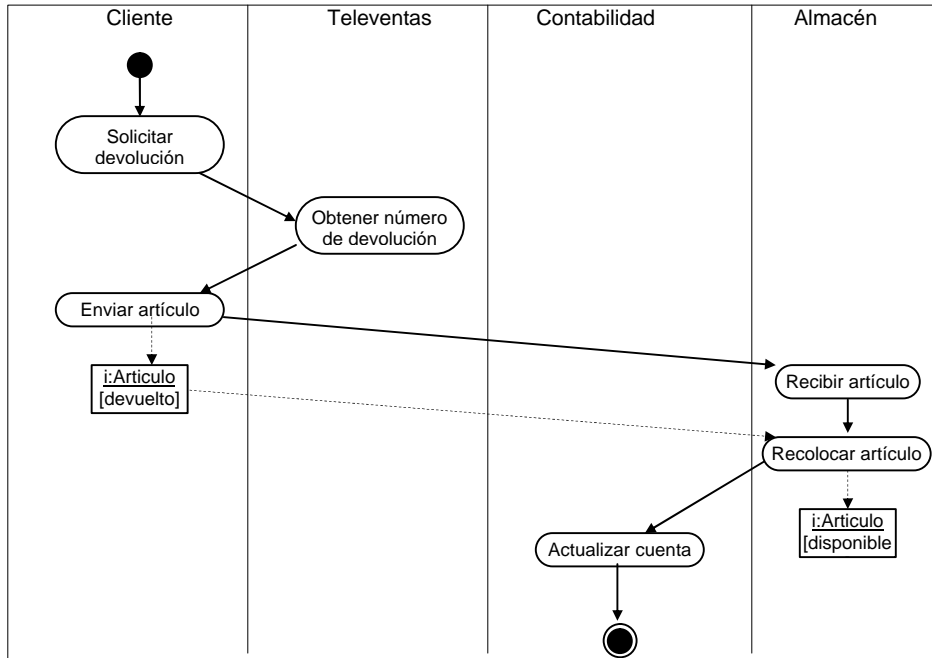 Cliente
Televentas
Contabilidad
Almacén
Solicitar
devolución
Obtener número
de devolución
Enviar artículo
i:Articulo
[devuelto]
Recibir artículo
Recolocar artículo
i:Articulo
[disponible
Actualizar cuenta